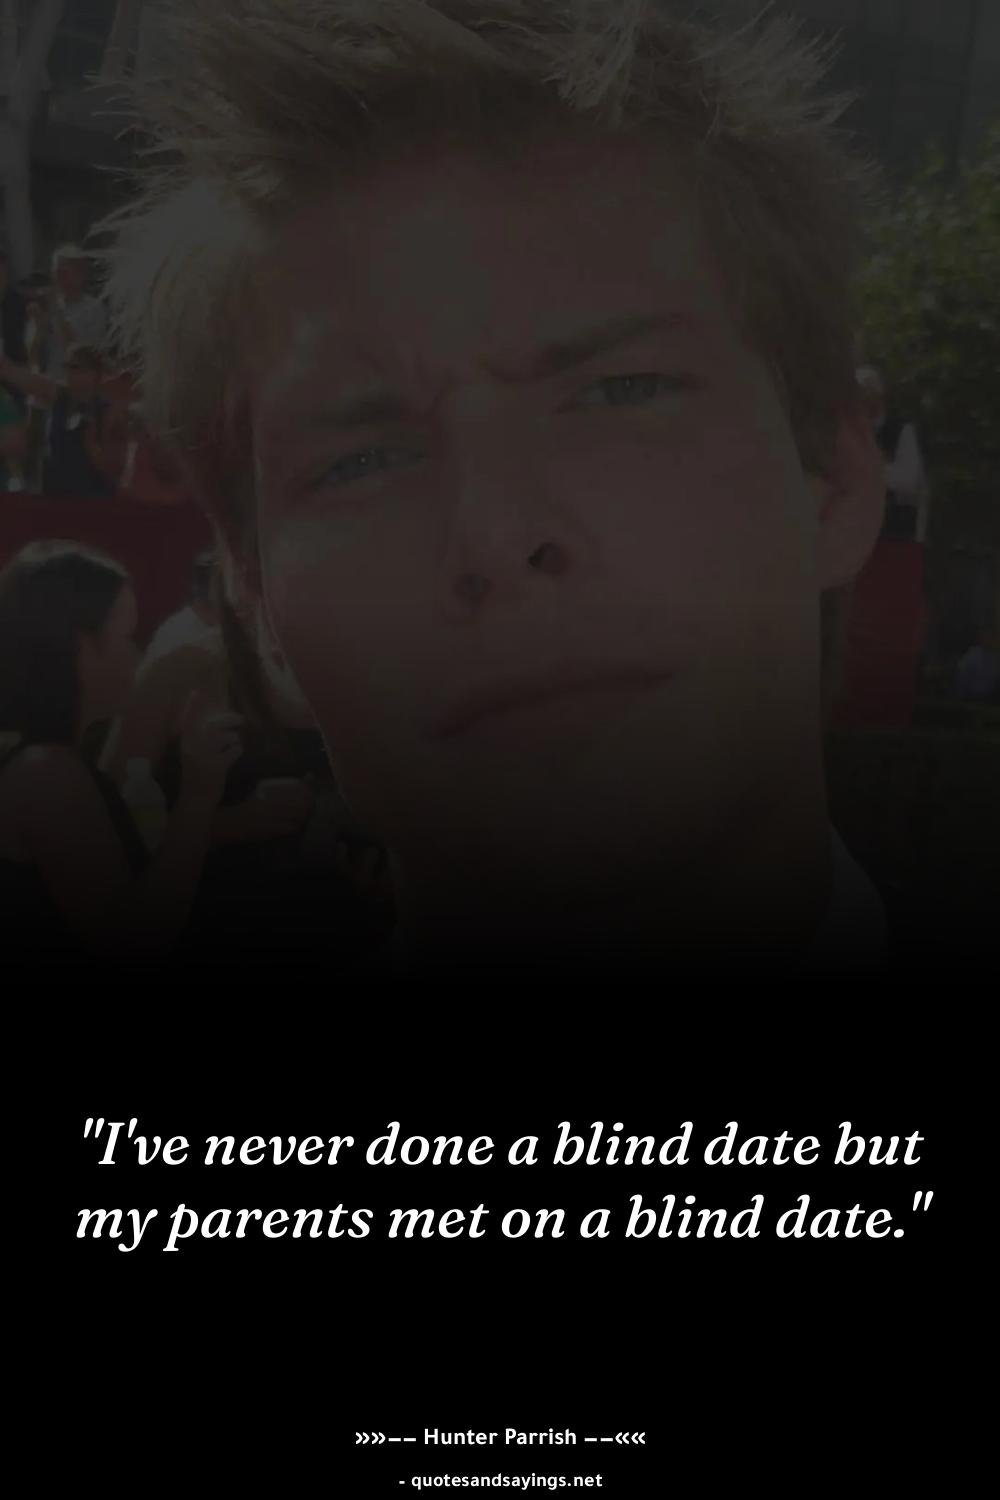 "I've never done a blind date but
my parents met on a blind date."
»»−− Hunter Parrish −−««
- quotesandsayings.net